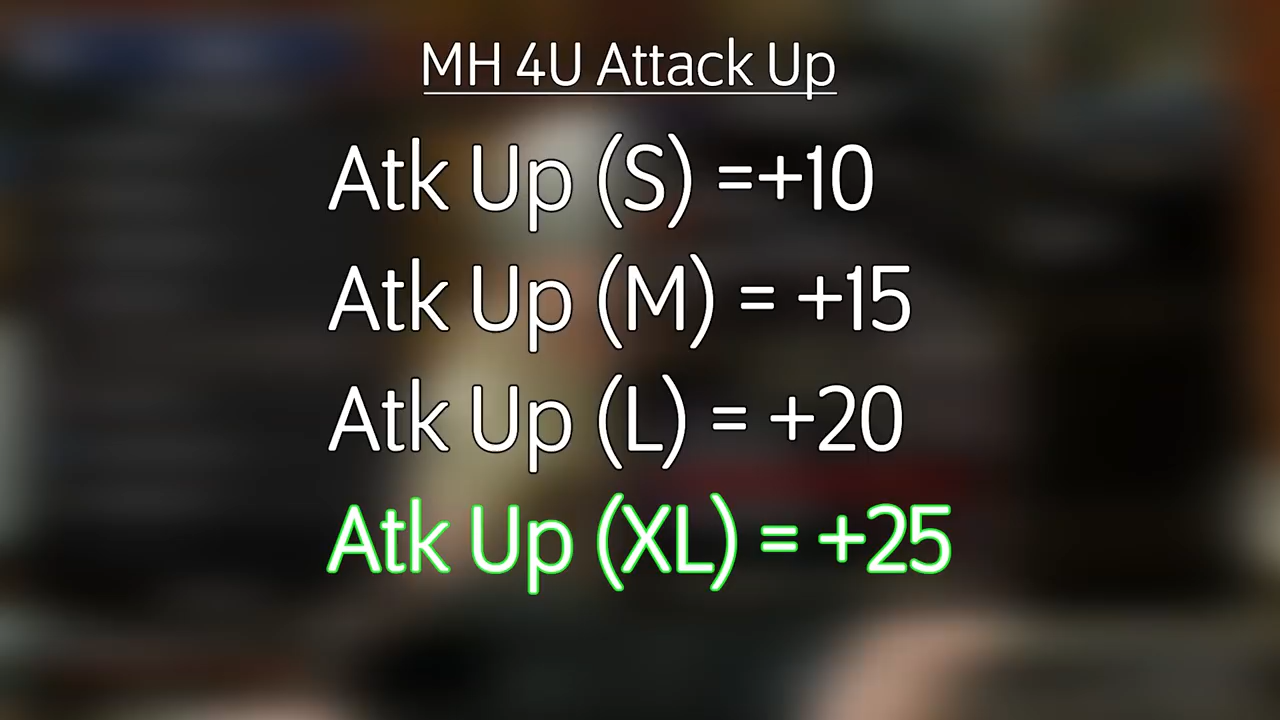 MH 4U Attack Up
Atk Up (S) =+10
Atk Up (M) = +15
Atk Up (L) = +20
Atk Up (XL) = +25